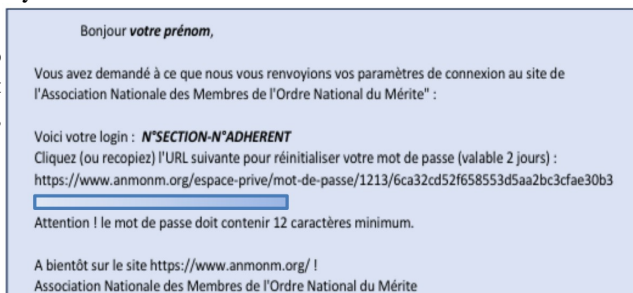 Bonjour votre prénom,
Vous avez demandé à ce que nous vous renvoyions vos paramètres de connexion au site de
l'Association Nationale des Membres de l'Ordre National du Mérite" :
Voici votre login : N°SECTION-N°ADHERENT
Cliquez (ou recopiez) l'URL suivante pour réinitialiser votre mot de passe (valable 2 jours) :
https://www.anmonm.org/espace-prive/mot-de-passe/1213/6ca32cd52f658553d5aa2bc3cfae30b3
Attention ! le mot de passe doit contenir 12 caractères minimum.
A bientôt sur le site https://www.anmonm.org/ !
Association Nationale des Membres de l'Ordre National du Mérite